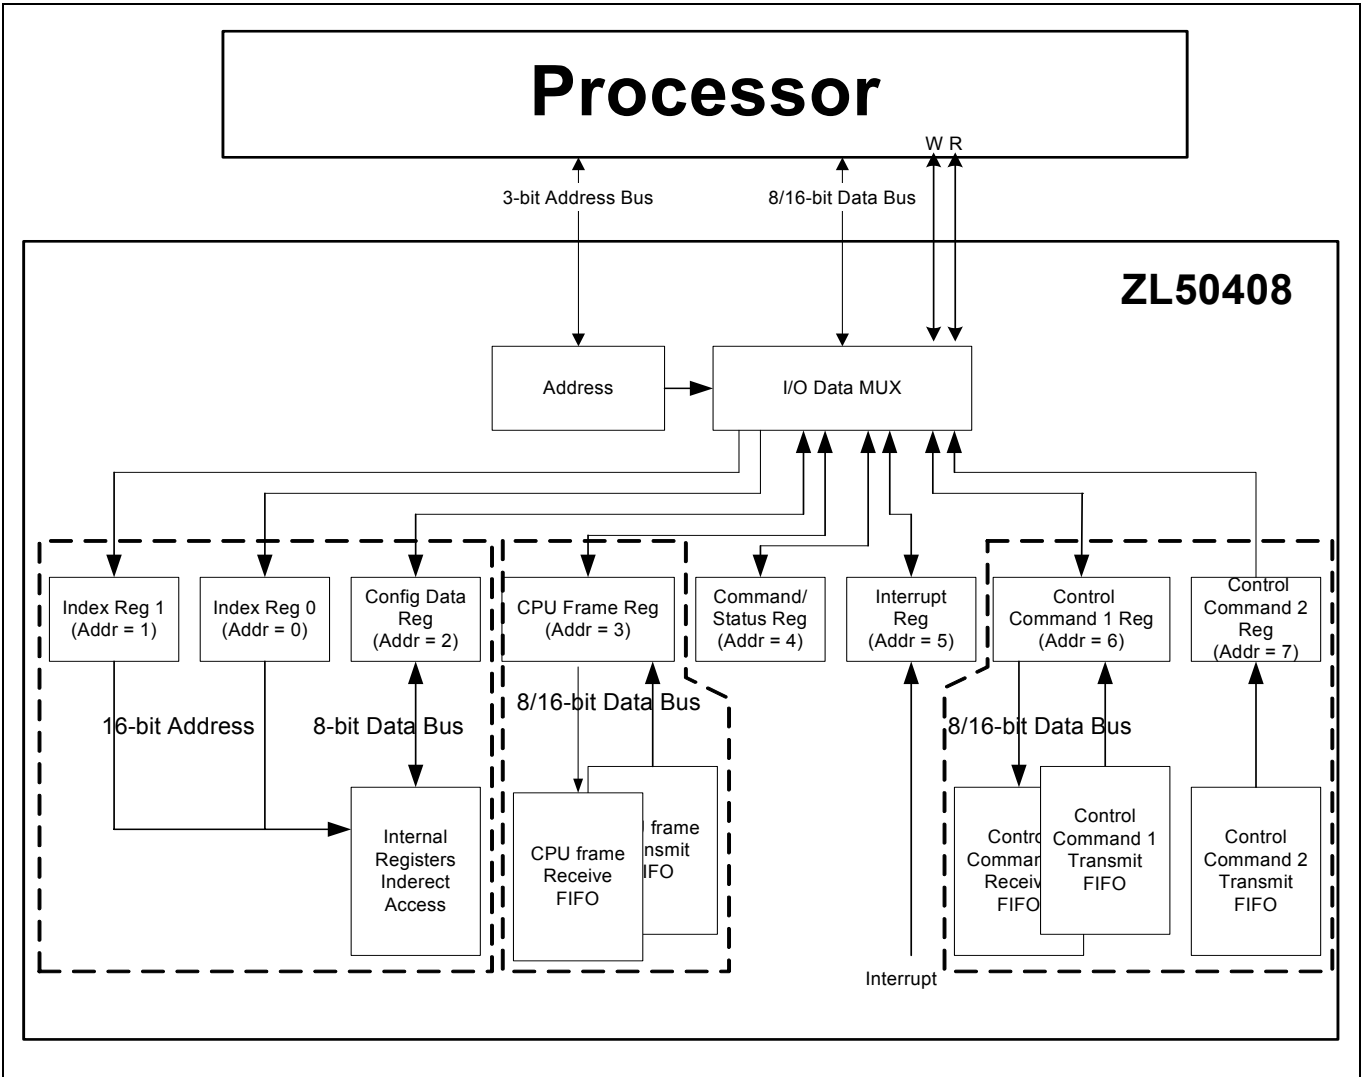 Processor
W R
3-bit Address Bus
8/16-bit Data Bus
ZL50408
Address
I/O Data MUX
Index Reg 1
(Addr = 1)
Index Reg 0
(Addr = 0)
Config Data
Reg
(Addr = 2)
CPU Frame Reg
(Addr = 3)
Command/
Status Reg
(Addr = 4)
Interrupt
Reg
(Addr = 5)
Control
Command 1 Reg
(Addr = 6)
Control
Command 2
Reg
(Addr = 7)
16-bit Address
8-bit Data Bus
8/16-bit Data Bus
8/16-bit Data Bus
Internal
Registers
Inderect
Access
CPU frame
Receive
FIFO
frame
Control
Command 1
Transmit
FIFO
FIFO
Control
Command 2
Transmit
FIFO
Interrupt